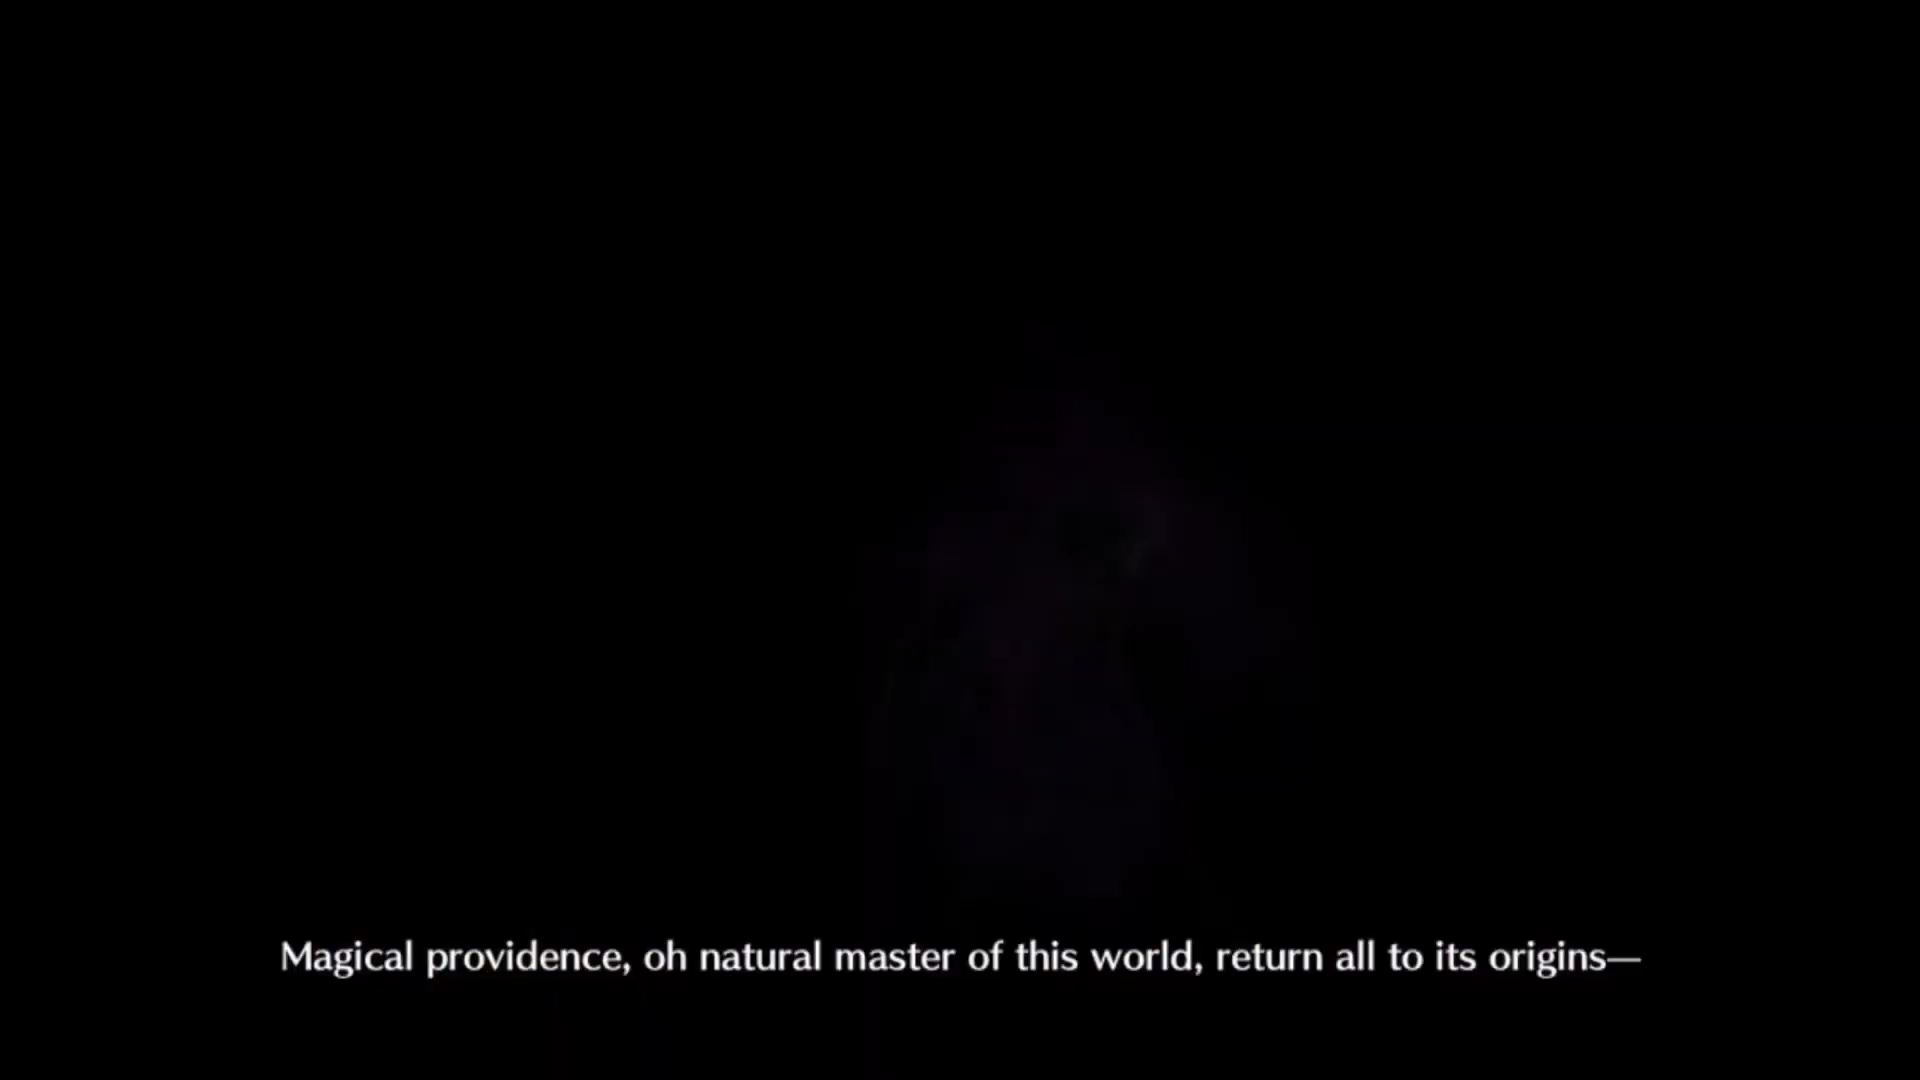 Magical providence, oh natural master of this world, return all to its origins—